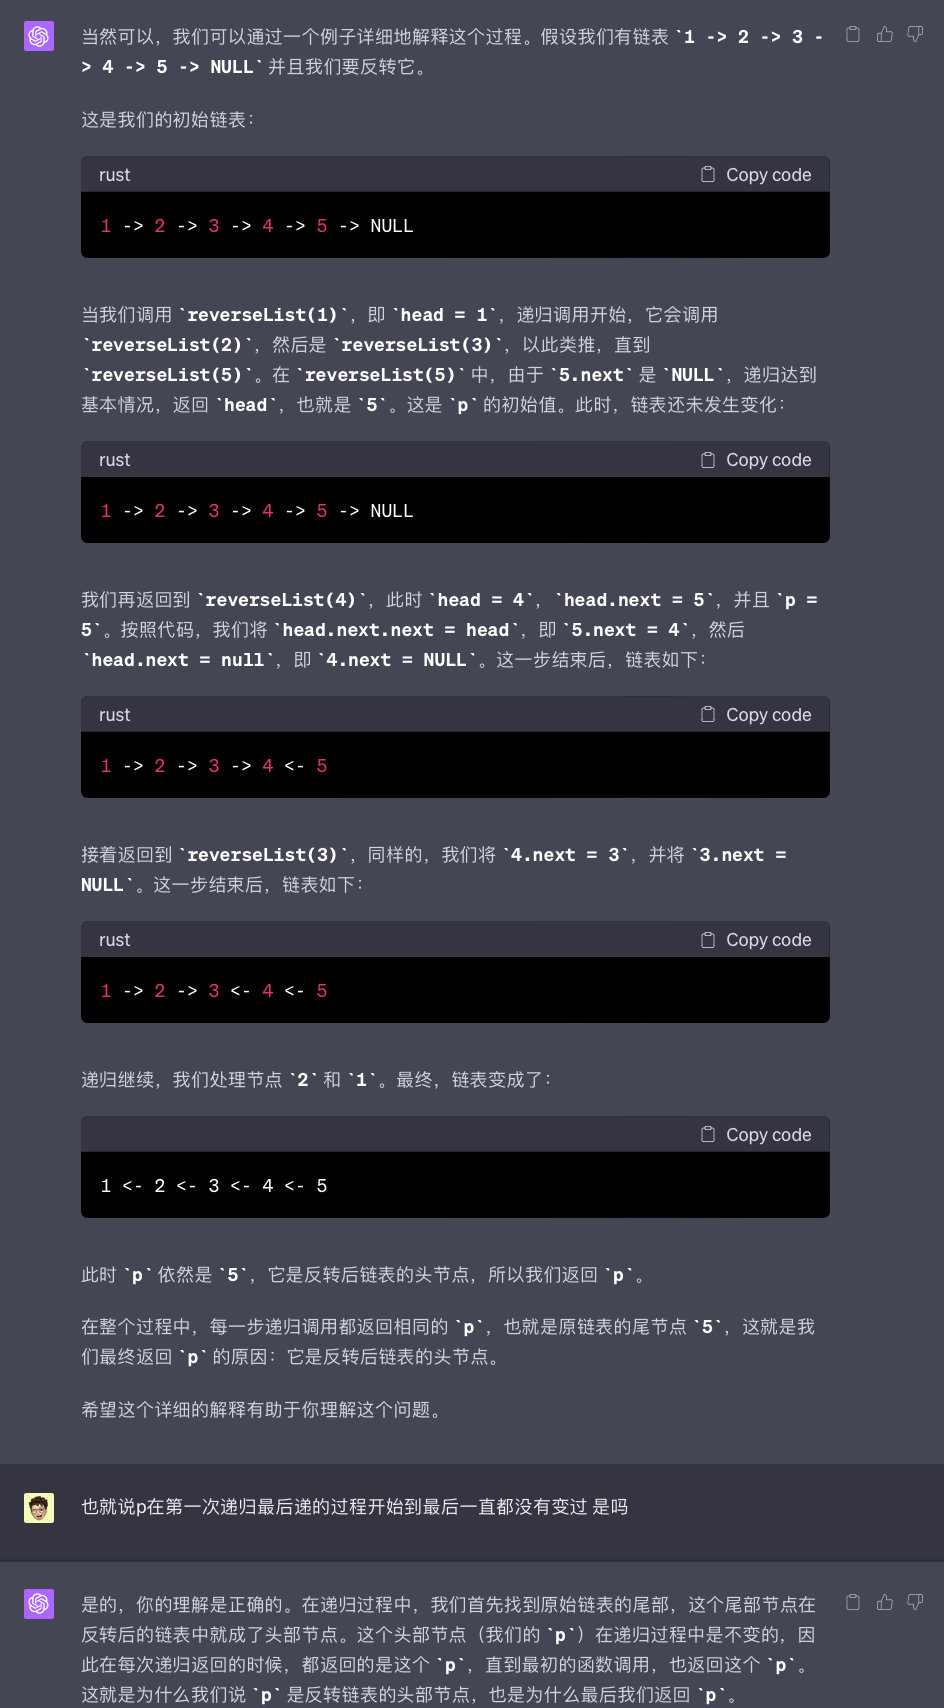 当然可以，我们可以通过一个例子详细地解释这个过程。假设我们有链表 `1 -> 2 -> 3 -
> 4 -> 5 -> NULL` 并且我们要反转它。
这是我们的初始链表：
rust
Copy code
1 -> 2 -> 3 -> 4 -> 5 -> NULL
当我们调用 `reverseList(1)`，即 `head = 1`，递归调用开始，它会调用
`reverseList(2)`，然后是 `reverseList(3)`，以此类推，直到
`reverseList(5)`。在 `reverseList(5)` 中，由于 `5.next` 是 `NULL`，递归达到
基本情况，返回 `head`，也就是 `5`。这是 `p` 的初始值。此时，链表还未发生变化：
rust
Copy code
1 -> 2 -> 3 -> 4 -> 5 -> NULL
我们再返回到 `reverseList(4)`，此时 `head = 4`，`head.next = 5`，并且 `p =
5`。按照代码，我们将 `head.next.next = head`，即 `5.next = 4`，然后
`head.next = null`，即 `4.next = NULL`。这一步结束后，链表如下：
rust
Copy code
1 -> 2 -> 3 -> 4 <- 5
接着返回到 `reverseList(3)`，同样的，我们将 `4.next = 3`，并将 `3.next =
NULL`。这一步结束后，链表如下：
rust
Copy code
1 -> 2 -> 3 <- 4 <- 5
递归继续，我们处理节点 `2` 和 `1`。最终，链表变成了：
Copy code
1 <- 2 <- 3 <- 4 <- 5
此时 `p` 依然是 `5`，它是反转后链表的头节点，所以我们返回 `p`。
在整个过程中，每一步递归调用都返回相同的 `p`，也就是原链表的尾节点 `5`，这就是我
们最终返回 `p` 的原因：它是反转后链表的头节点。
希望这个详细的解释有助于你理解这个问题。
也就说p在第一次递归最后递的过程开始到最后一直都没有变过 是吗
是的，你的理解是正确的。在递归过程中，我们首先找到原始链表的尾部，这个尾部节点在
反转后的链表中就成了头部节点。这个头部节点（我们的 `p`）在递归过程中是不变的，因
此在每次递归返回的时候，都返回的是这个 `p`，直到最初的函数调用，也返回这个 `p`。
这就是为什么我们说 `p` 是反转链表的头部节点，也是为什么最后我们返回 `p`。